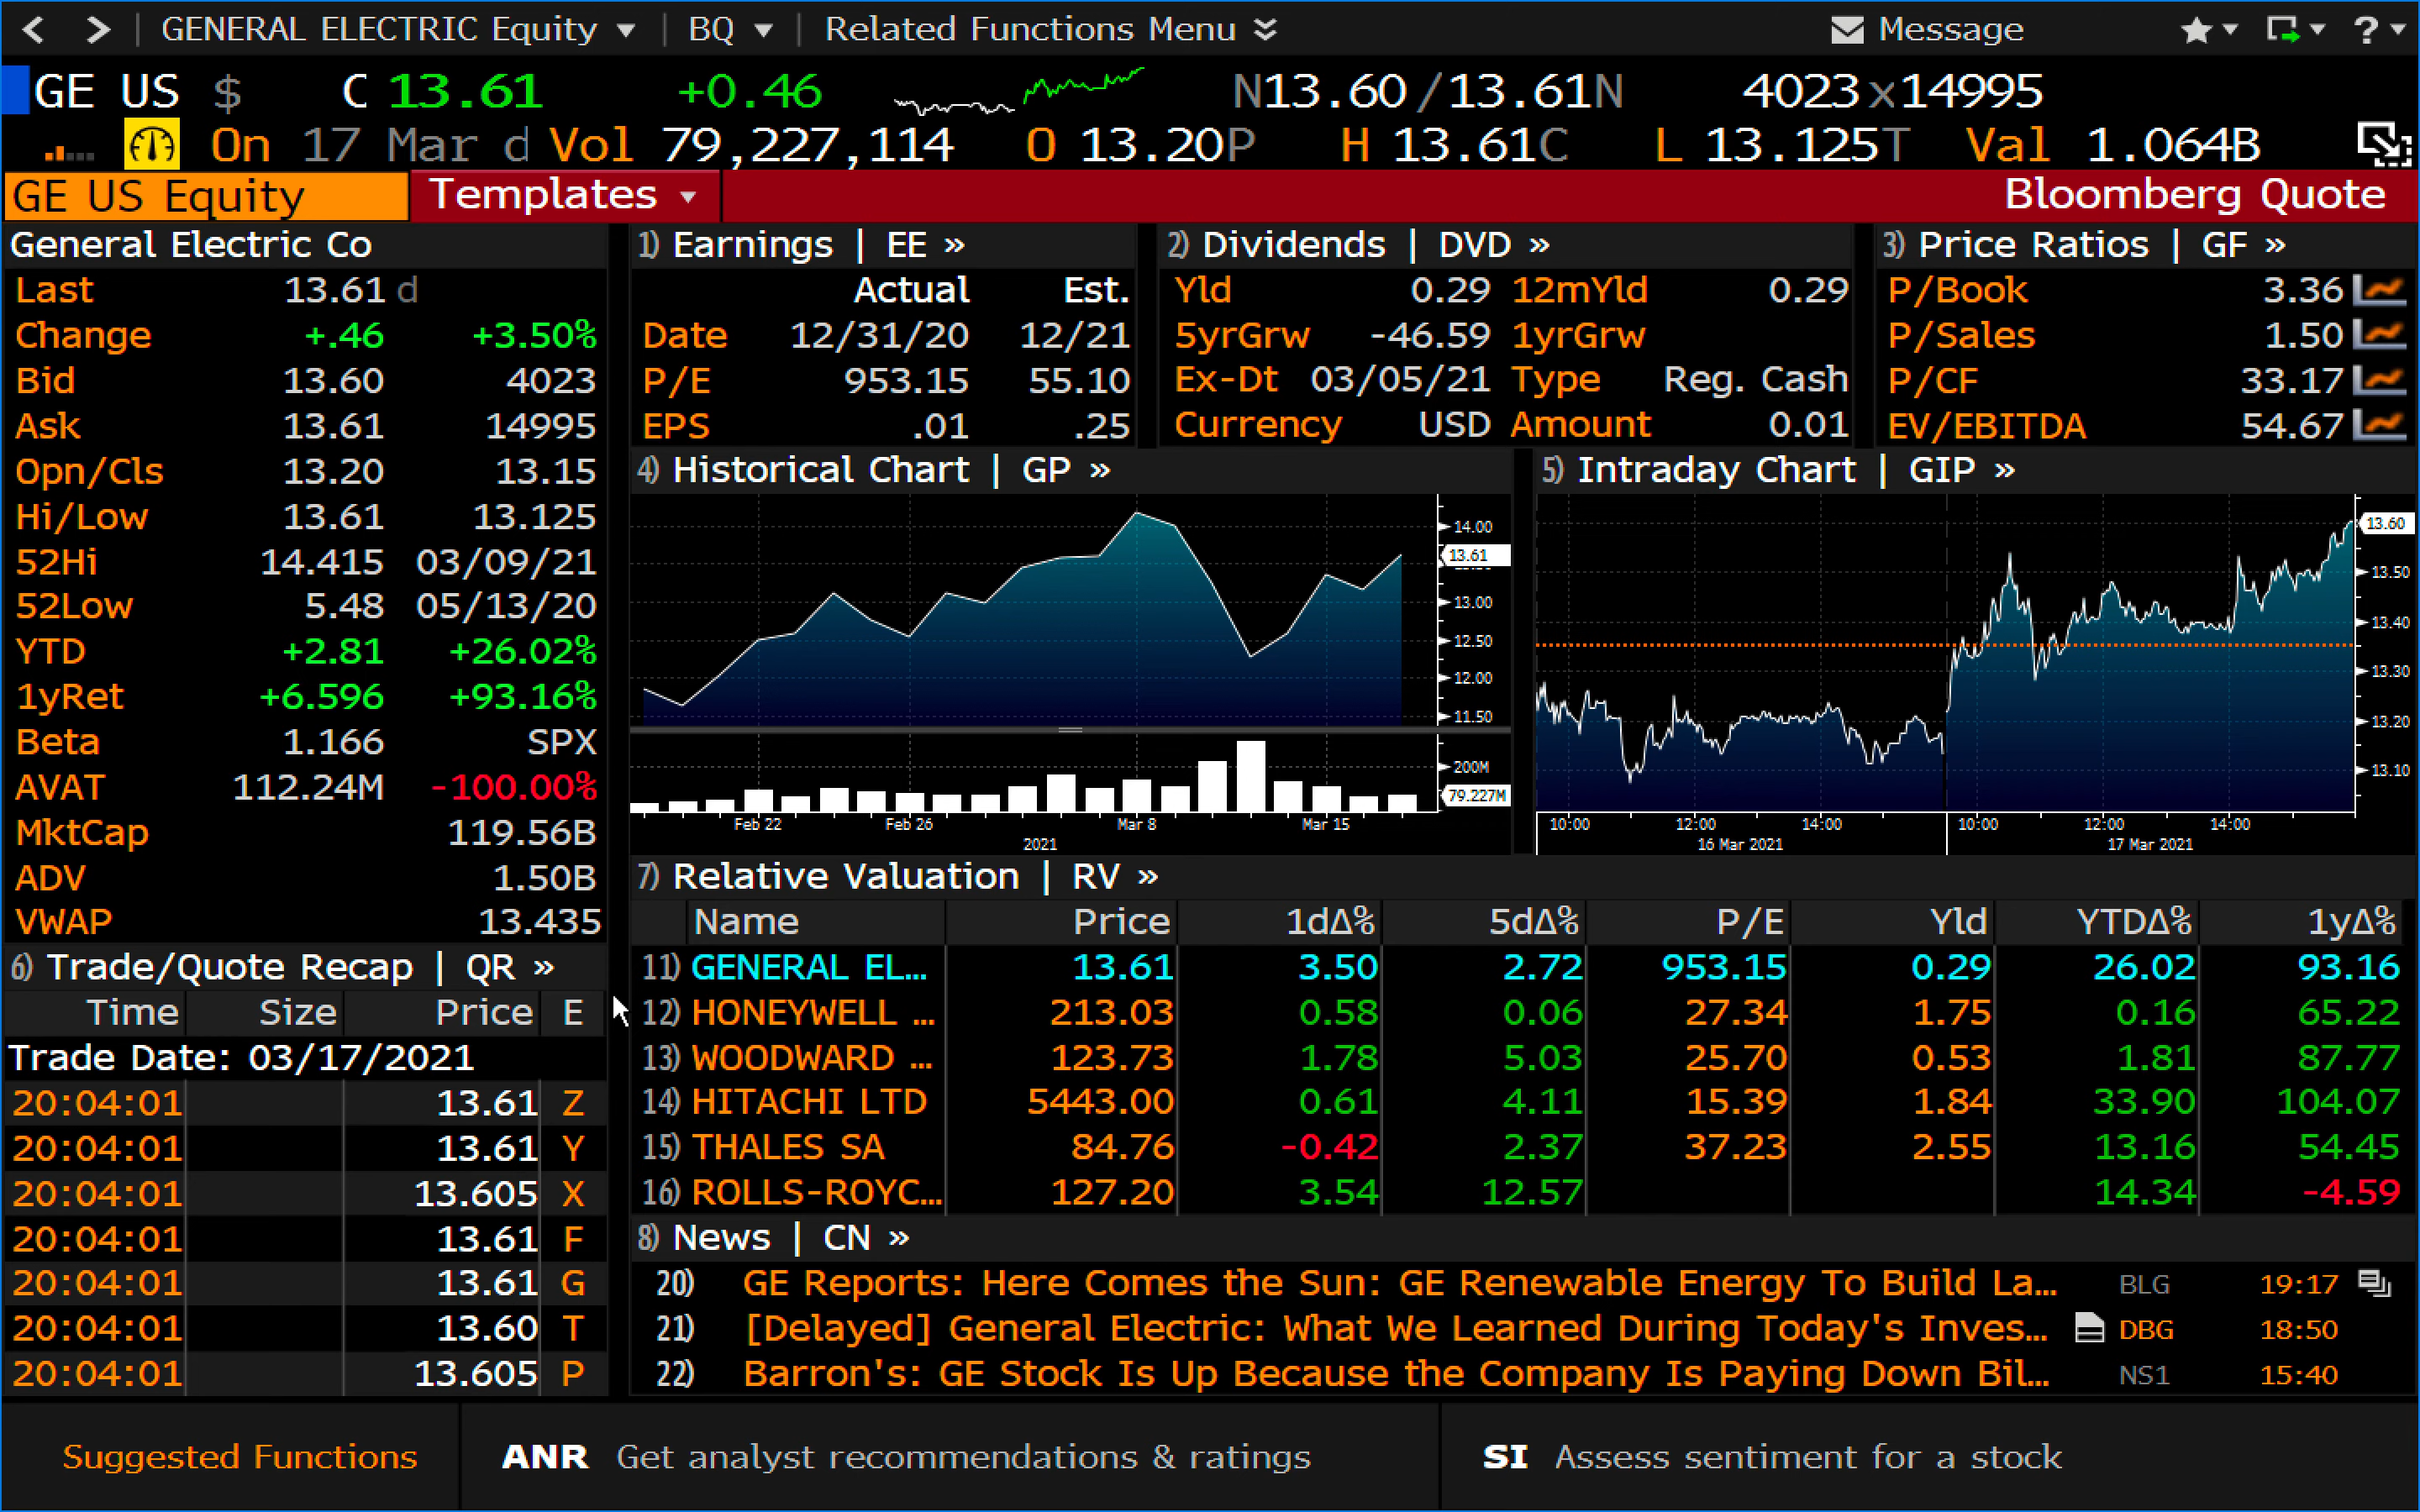 GENERAL ELECTRIC Equity BQ Related Functions Menu Message ?
GE US $ C 13.61 +0.46 N13.60/13.61N 4023x14995
On 17 Mar d Vol 79,227,114 O 13.20P H 13.61C L 13.125T Val 1.064B
GE US Equity Templates Bloomberg Quote
General Electric Co
Last 13.61 d
Change +.46 +3.50%
Bid 13.60 4023
Ask 13.61 14995
Opn/Cls 13.20 13.15
Hi/Low 13.61 13.125
52Hi 14.415 03/09/21
52Low 5.48 05/13/20
YTD +2.81 +26.02%
1yRet +6.596 +93.16%
Beta 1.166 SPX
AVAT 112.24M -100.00%
MktCap 119.56B
ADV 1.50B
VWAP 13.435
1) Earnings | EE »
Actual Est.
Date 12/31/20 12/21
P/E 953.15 55.10
EPS .01 .25
2) Dividends | DVD »
Yld 0.29 12mYld 0.29
5yrGrw -46.59 1yrGrw
Ex-Dt 03/05/21 Type Reg. Cash
Currency USD Amount 0.01
3) Price Ratios | GF »
P/Book 3.36
P/Sales 1.50
P/CF 33.17
EV/EBITDA 54.67
4) Historical Chart | GP »
14.00
13.61
13.00
12.50
12.00
11.50
200M
79.227M
Feb 22 Feb 26 Mar 8 Mar 15
2021
5) Intraday Chart | GIP »
13.60
13.50
13.40
13.30
13.20
13.10
10:00 12:00 14:00 10:00 12:00 14:00
16 Mar 2021 17 Mar 2021
6) Trade/Quote Recap | QR »
Time Size Price E
Trade Date: 03/17/2021
20:04:01 13.61 Z
20:04:01 13.61 Y
20:04:01 13.605 X
20:04:01 13.61 F
20:04:01 13.61 G
20:04:01 13.60 T
20:04:01 13.605 P
7) Relative Valuation | RV »
Name Price 1dΔ% 5dΔ% P/E Yld YTDΔ% 1yΔ%
11) GENERAL EL... 13.61 3.50 2.72 953.15 0.29 26.02 93.16
12) HONEYWELL ... 213.03 0.58 0.06 27.34 1.75 0.16 65.22
13) WOODWARD ... 123.73 1.78 5.03 25.70 0.53 1.81 87.77
14) HITACHI LTD 5443.00 0.61 4.11 15.39 1.84 33.90 104.07
15) THALES SA 84.76 -0.42 2.37 37.23 2.55 13.16 54.45
16) ROLLS-ROYC... 127.20 3.54 12.57 14.34 -4.59
8) News | CN »
20) GE Reports: Here Comes the Sun: GE Renewable Energy To Build La... BLG 19:17
21) [Delayed] General Electric: What We Learned During Today's Inves... DBG 18:50
22) Barron's: GE Stock Is Up Because the Company Is Paying Down Bil... NS1 15:40
Suggested Functions ANR Get analyst recommendations & ratings SI Assess sentiment for a stock